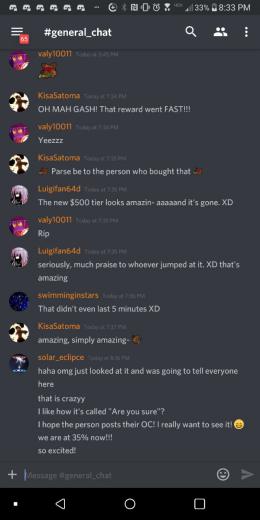 33% 8:33 PM
#general_chat
65
valy10011 Today at 5:45 PM
KisaSatoma Today at 7:34 PM
OH MAH GASH! That reward went FAST!!!
valy10011 Today at 7:34 PM
Yeezzz
KisaSatoma Today at 7:35 PM
Parse be to the person who bought that
Luigifan64d Today at 7:35 PM
The new $500 tier looks amazin- aaaaand it's gone. XD
valy10011 Today at 7:35 PM
Rip
Luigifan64d Today at 7:35 PM
seriously, much praise to whoever jumped at it. XD that's
amazing
swimminginstars Today at 7:36 PM
That didn't even last 5 minutes XD
KisaSatoma Today at 7:37 PM
amazing, simply amazing~
solar_eclipce Today at 8:16 PM
haha omg just looked at it and was going to tell everyone
here
that is crazyy
I like how it's called "Are you sure"?
I hope the person posts their OC! I really want to see it!
we are at 35% now!!!
so excited!
Message #general_chat